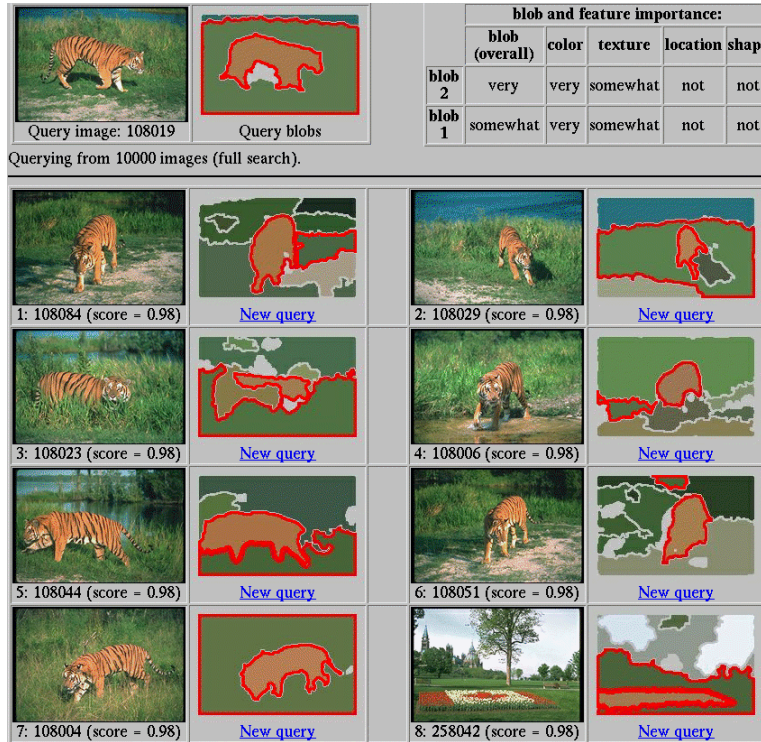 blob and feature importance:
blob (overall) color texture location shap
blob 2 very very somewhat not not
blob 1 somewhat very somewhat not not
Query image: 108019 Query blobs
Querying from 10000 images (full search).
1: 108084 (score = 0.98) New query 2: 108029 (score = 0.98) New query
3: 108023 (score = 0.98) New query 4: 108006 (score = 0.98) New query
5: 108044 (score = 0.98) New query 6: 108051 (score = 0.98) New query
7: 108004 (score = 0.98) New query 8: 258042 (score = 0.98) New query